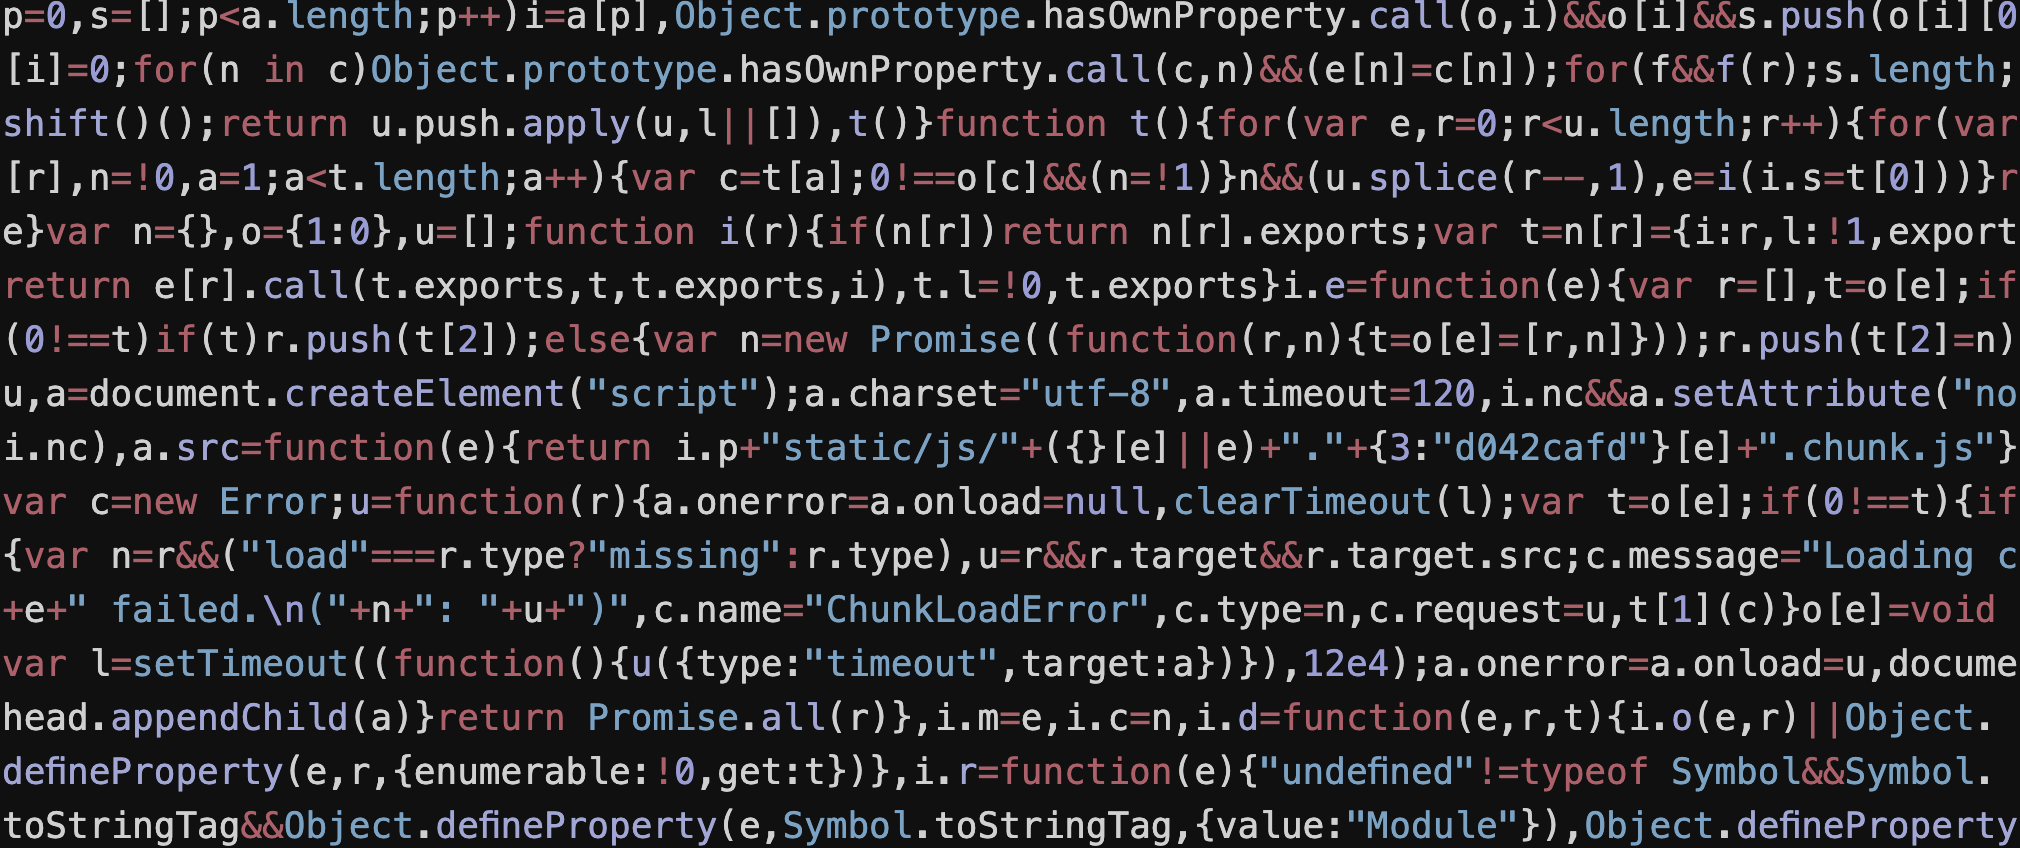 p=0,s=[];p<a.length;p++)i=a[p],Object.prototype.hasOwnProperty.call(o,i)&&o[i]&&s.push(o[i][0
[i]=0;for(n in c)Object.prototype.hasOwnProperty.call(c,n)&&(e[n]=c[n]);for(f&&f(r);s.length;
shift()();return u.push.apply(u,l||[]),t()}function t(){for(var e,r=0;r<u.length;r++){for(var
[r],n=!0,a=1;a<t.length;a++){var c=t[a];0!==o[c]&&(n=!1)}n&&(u.splice(r--,1),e=i(i.s=t[0]))}r
e}var n={},o={1:0},u=[];function i(r){if(n[r])return n[r].exports;var t=n[r]={i:r,l:!1,export
return e[r].call(t.exports,t,t.exports,i),t.l=!0,t.exports}i.e=function(e){var r=[],t=o[e];if
(0!==t)if(t)r.push(t[2]);else{var n=new Promise((function(r,n){t=o[e]=[r,n]}));r.push(t[2]=n)
u,a=document.createElement("script");a.charset="utf-8",a.timeout=120,i.nc&&a.setAttribute("no
i.nc),a.src=function(e){return i.p+"static/js/"+({}[e]||e)+"."+{3:"d042cafd"}[e]+".chunk.js"}
var c=new Error;u=function(r){a.onerror=a.onload=null,clearTimeout(l);var t=o[e];if(0!==t){if
{var n=r&&("load"===r.type?"missing":r.type),u=r&&r.target&&r.target.src;c.message="Loading c
+e+" failed.\n("+n+": "+u+")",c.name="ChunkLoadError",c.type=n,c.request=u,t[1](c)}o[e]=void
var l=setTimeout((function(){u({type:"timeout",target:a})}),12e4);a.onerror=a.onload=u,docume
head.appendChild(a)}return Promise.all(r)},i.m=e,i.c=n,i.d=function(e,r,t){i.o(e,r)||Object.
defineProperty(e,r,{enumerable:!0,get:t})},i.r=function(e){"undefined"!=typeof Symbol&&Symbol.
toStringTag&&Object.defineProperty(e,Symbol.toStringTag,{value:"Module"}),Object.defineProperty